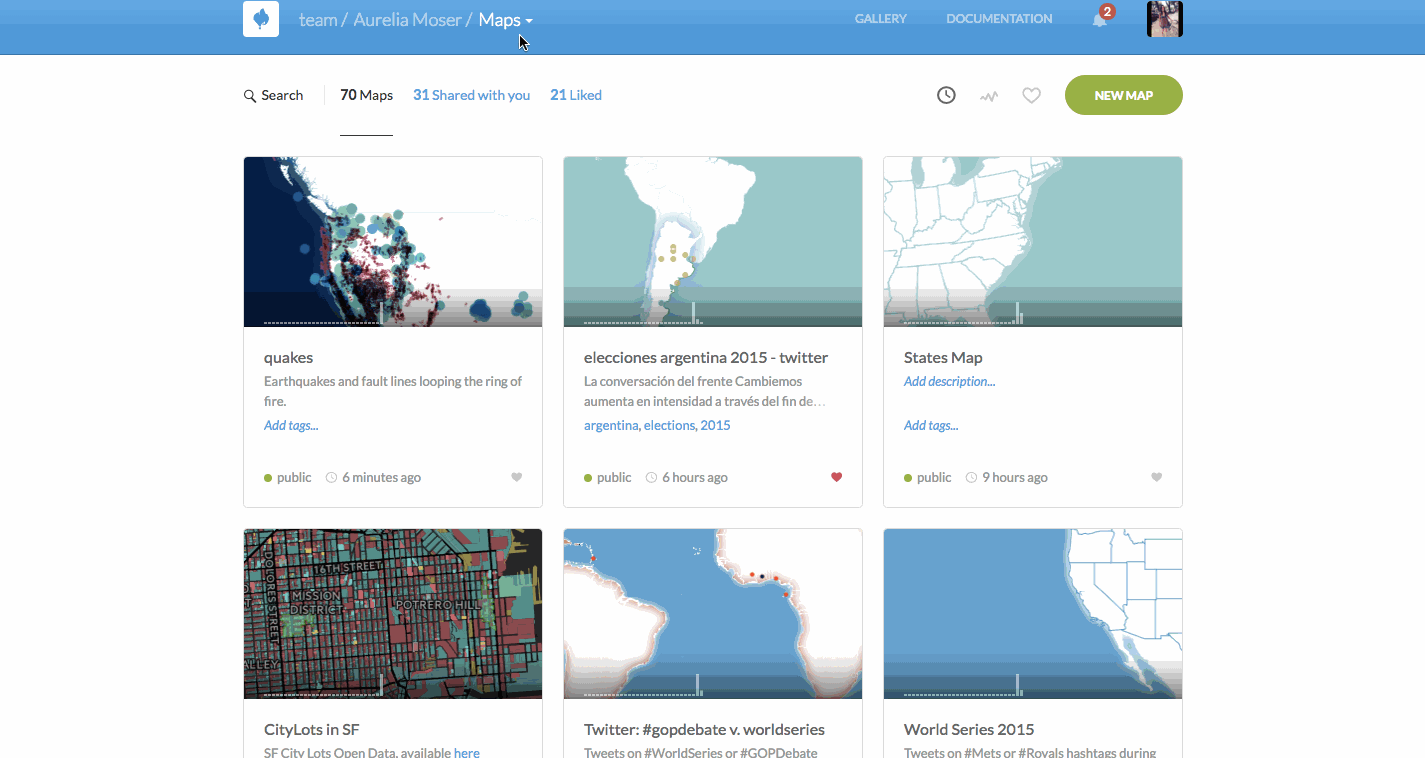 team / Aurelia Moser / Maps
GALLERY
DOCUMENTATION
2
Search
70 Maps
31 Shared with you
21 Liked
NEW MAP
quakes
Earthquakes and fault lines looping the ring of
fire.
Add tags...
public
6 minutes ago
elecciones argentina 2015 - twitter
La conversación del frente Cambiemos
aumenta en intensidad a través del fin de…
argentina, elections, 2015
public
6 hours ago
States Map
Add description...
Add tags...
public
9 hours ago
DOLORES STREET
16TH STREET
MISSION
DISTRICT
POTRERO HILL
ALLEY
CityLots in SF
SF City Lots Open Data, available here
Twitter: #gopdebate v. worldseries
Tweets on #WorldSeries or #GOPDebate
World Series 2015
Tweets on #Mets or #Royals hashtags during